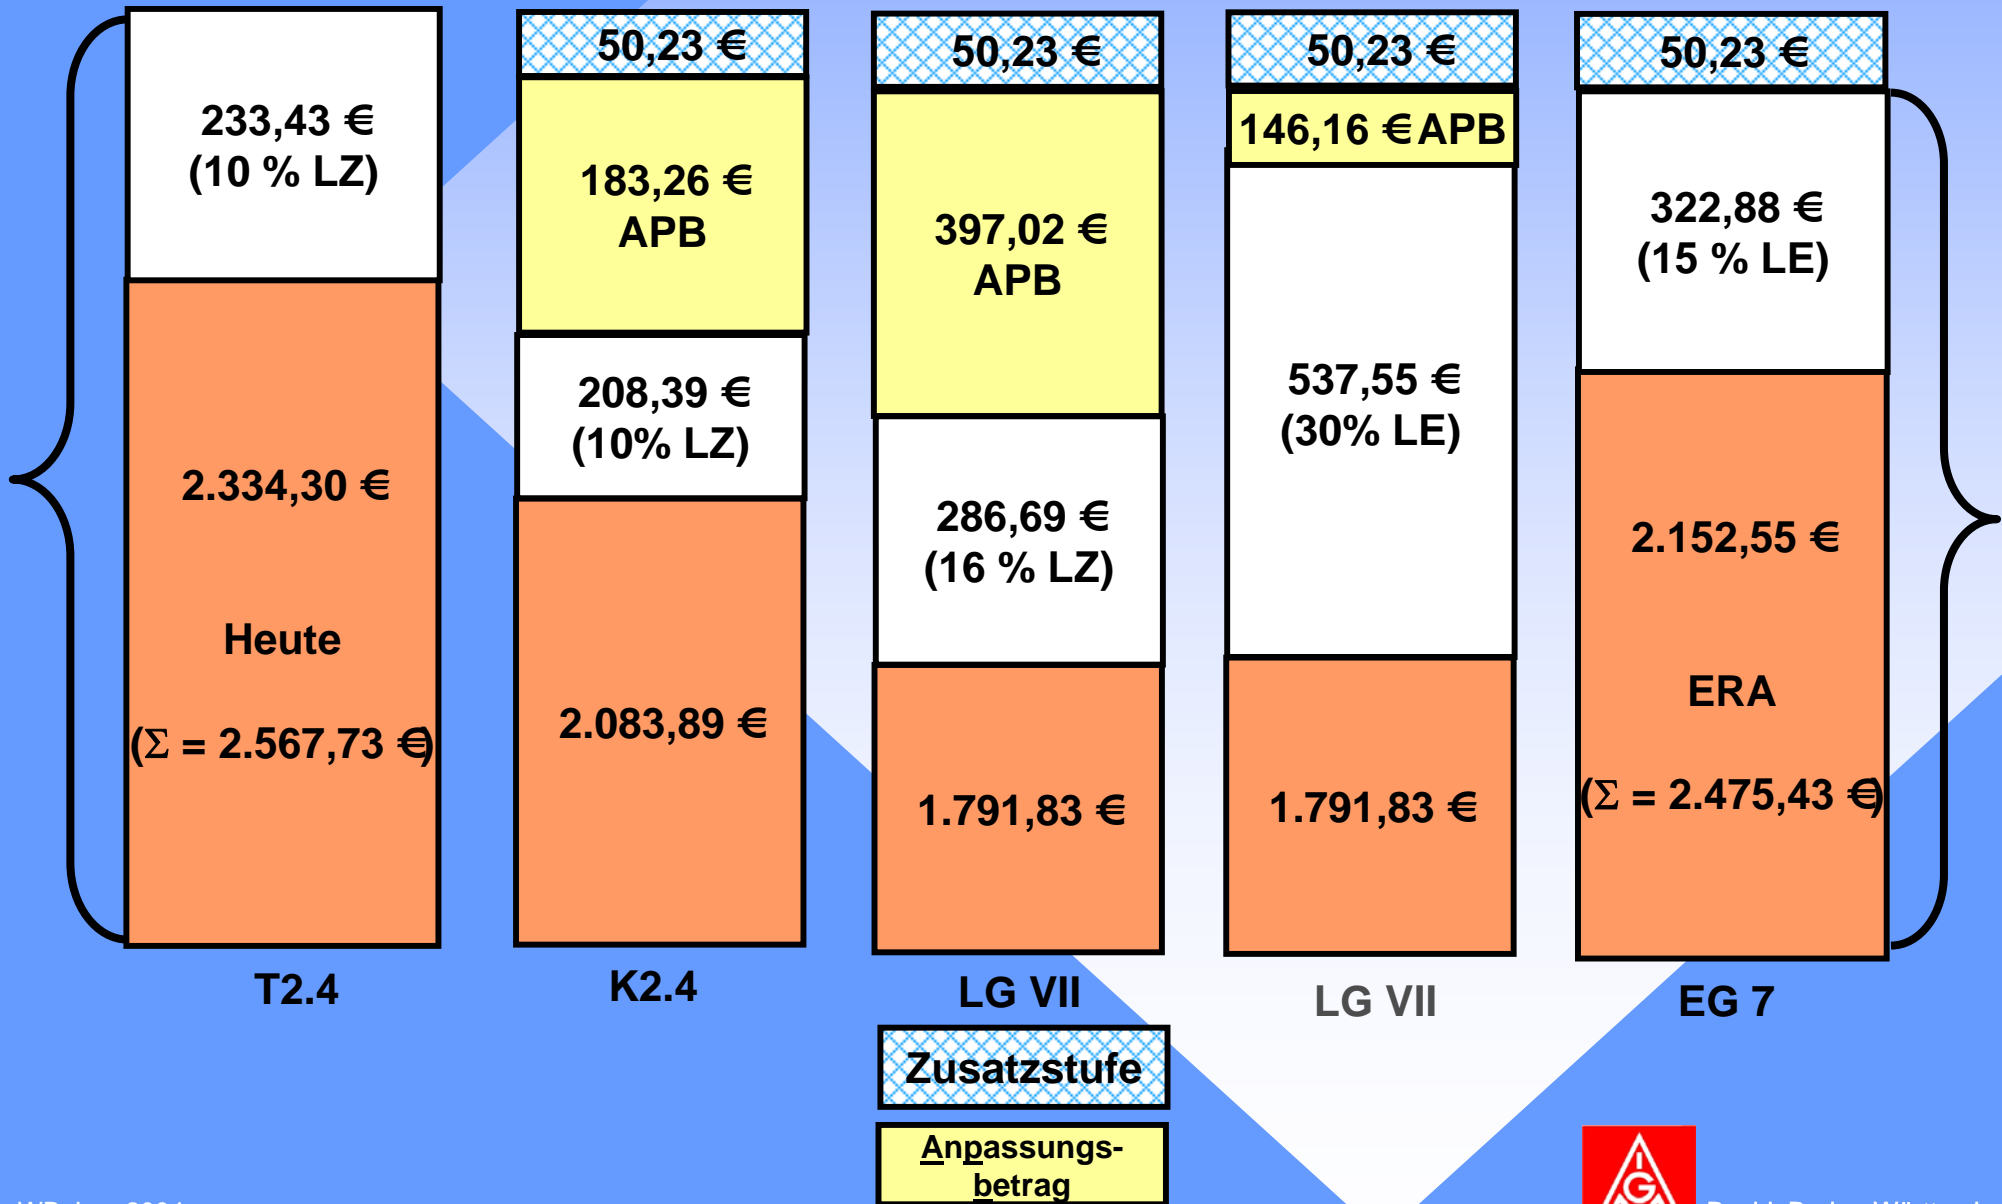 233,43 €
(10 % LZ)
2.334,30 €
Heute
(Σ = 2.567,73 €)
T2.4
50,23 €
183,26 €
APB
208,39 €
(10% LZ)
2.083,89 €
K2.4
50,23 €
397,02 €
APB
286,69 €
(16 % LZ)
1.791,83 €
LG VII
50,23 €
146,16 € APB
537,55 €
(30% LE)
1.791,83 €
LG VII
50,23 €
322,88 €
(15 % LE)
2.152,55 €
ERA
(Σ = 2.475,43 €)
EG 7
Zusatzstufe
Anpassungs-
betrag
IG